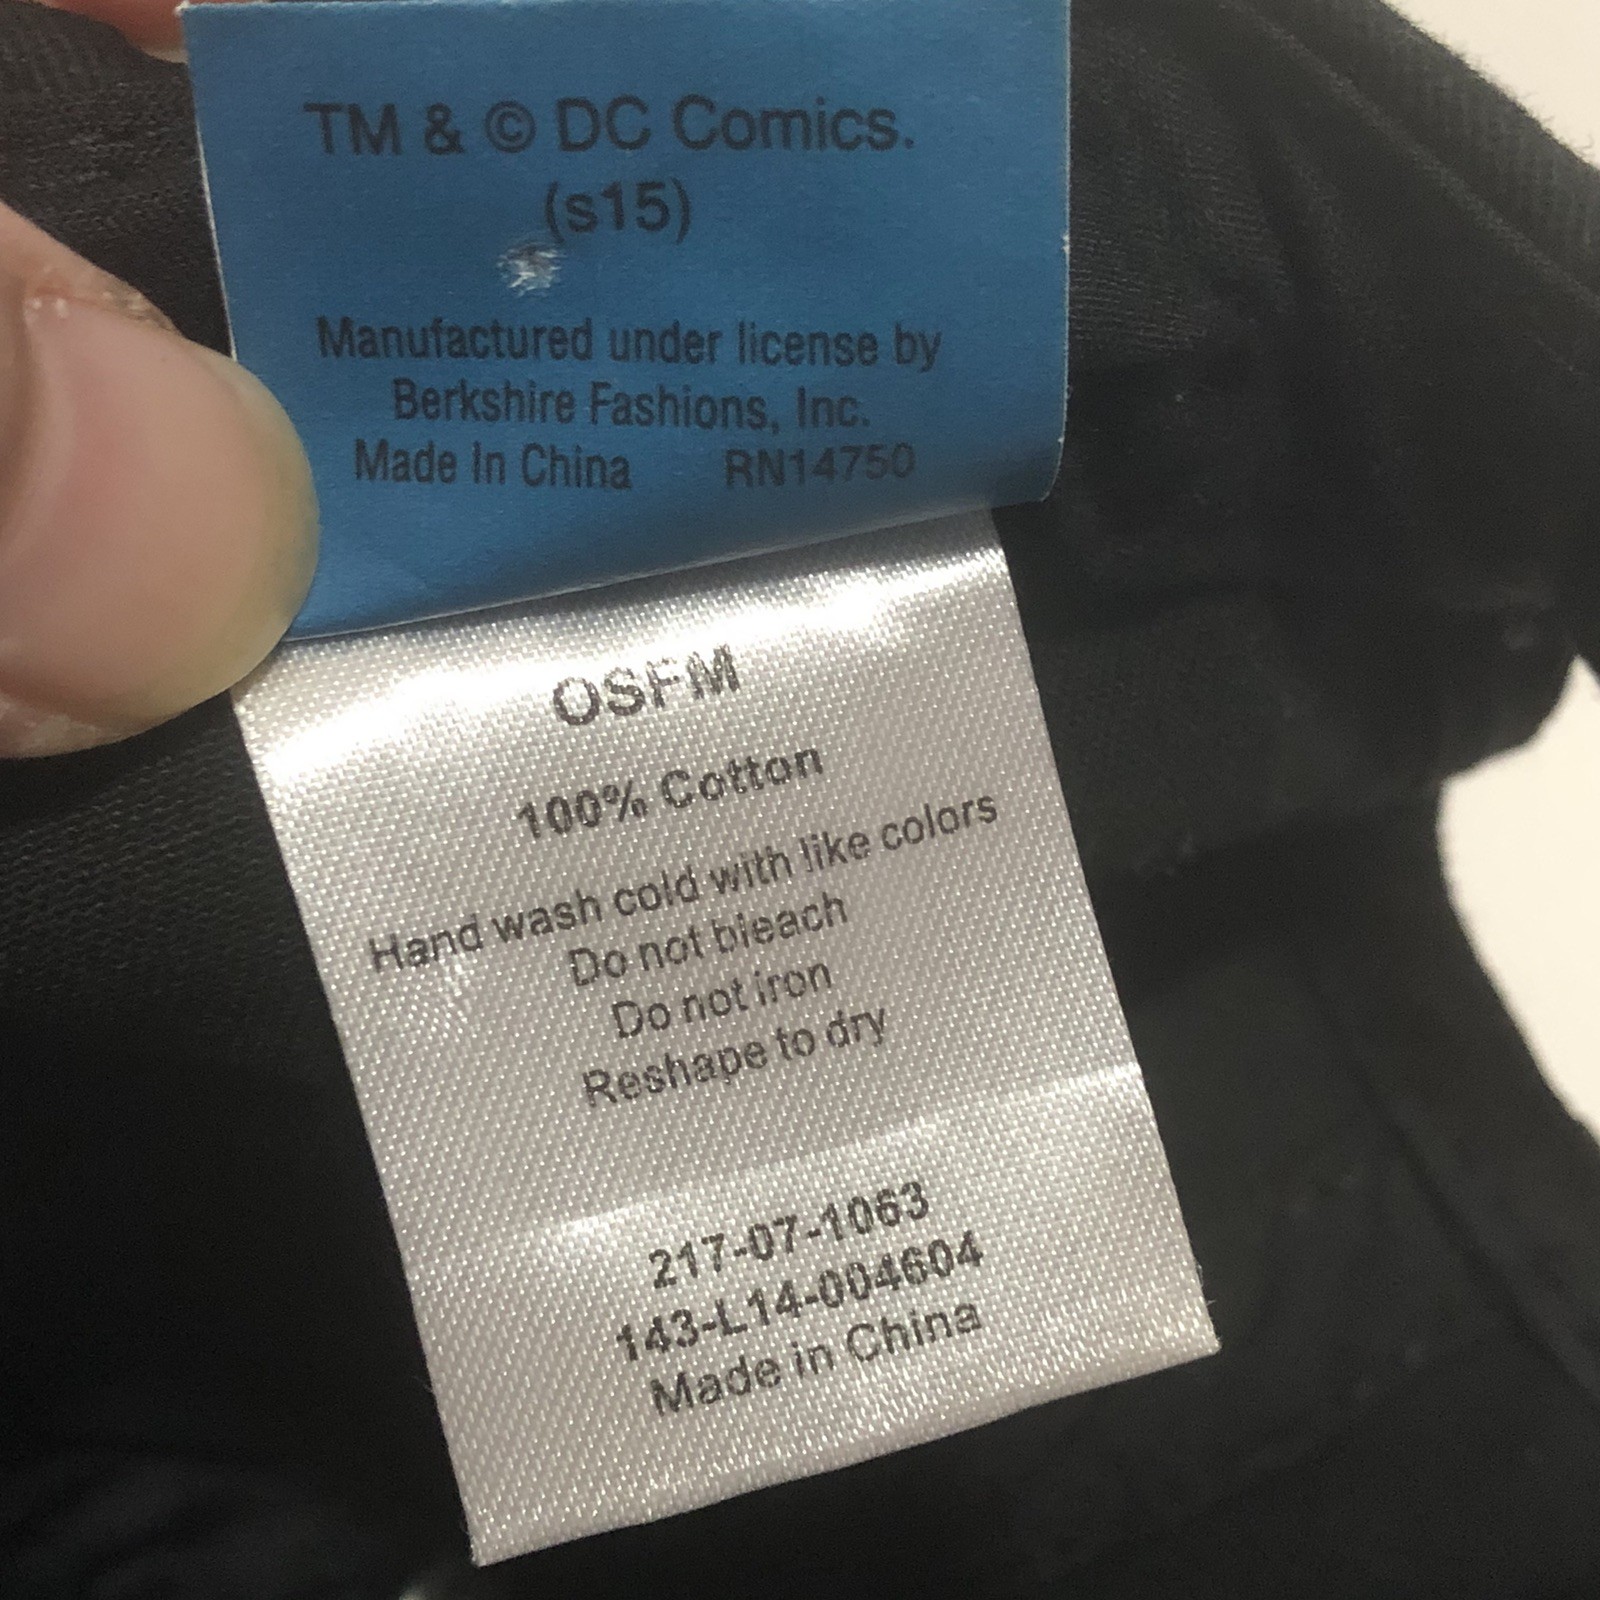 TM & © DC Comics.
(s15)
Manufactured under license by
Berkshire Fashions, Inc.
Made In China RN14750
OSFM
100% Cotton
Hand wash cold with like colors
Do not bleach
Do not iron
Reshape to dry
217-07-1063
143-L14-004604
Made in China